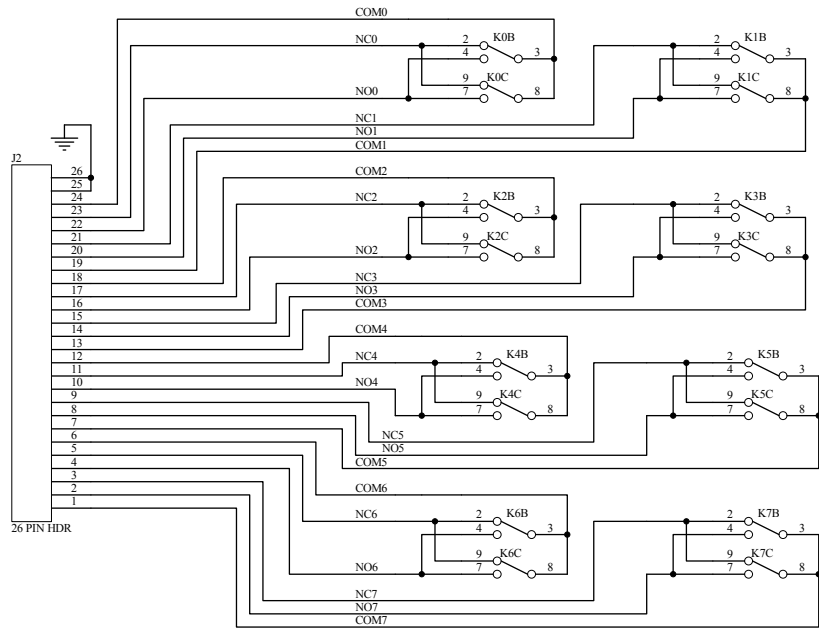 COM0
NC0
2 K0B
4 3
9 K0C
NO0 7 8
2 K1B
4 3
9 K1C
7 8
NC1
NO1
COM1
J2
26
25
24
23
22
21
20
19
18
17
16
15
14
13
12
11
10
9
8
7
6
5
4
3
2
1
26 PIN HDR
COM2
NC2
2 K2B
4 3
9 K2C
NO2 7 8
2 K3B
4 3
9 K3C
7 8
NC3
NO3
COM3
COM4
NC4
2 K4B
4 3
9 K4C
NO4 7 8
2 K5B
4 3
9 K5C
7 8
NC5
NO5
COM5
COM6
NC6
2 K6B
4 3
9 K6C
NO6 7 8
2 K7B
4 3
9 K7C
7 8
NC7
NO7
COM7